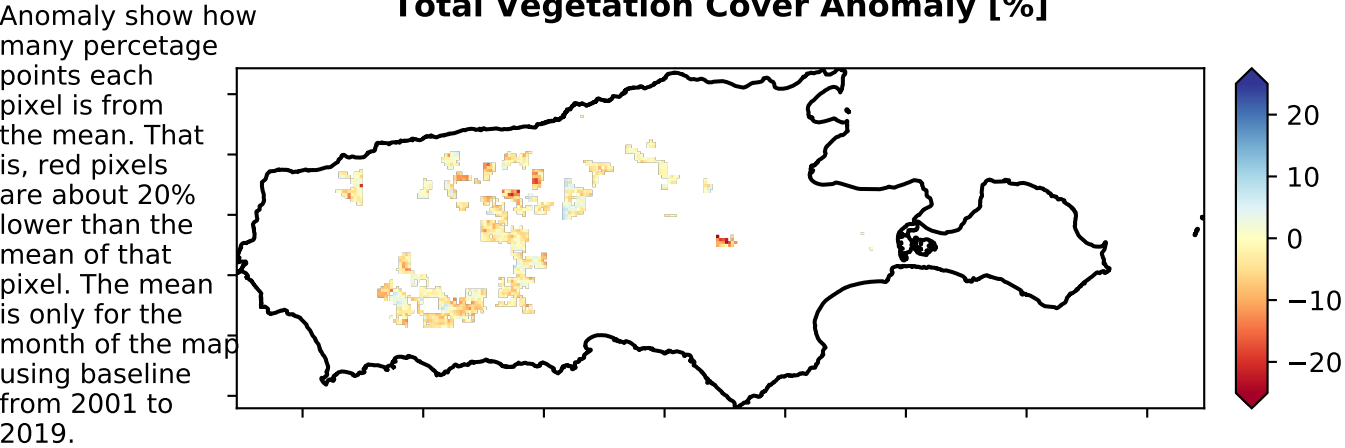 Total Vegetation Cover Anomaly [%]
Anomaly show how
many percetage
points each
pixel is from
the mean. That
is, red pixels
are about 20%
lower than the
mean of that
pixel. The mean
is only for the
month of the map
using baseline
from 2001 to
2019.
20
10
0
−10
−20